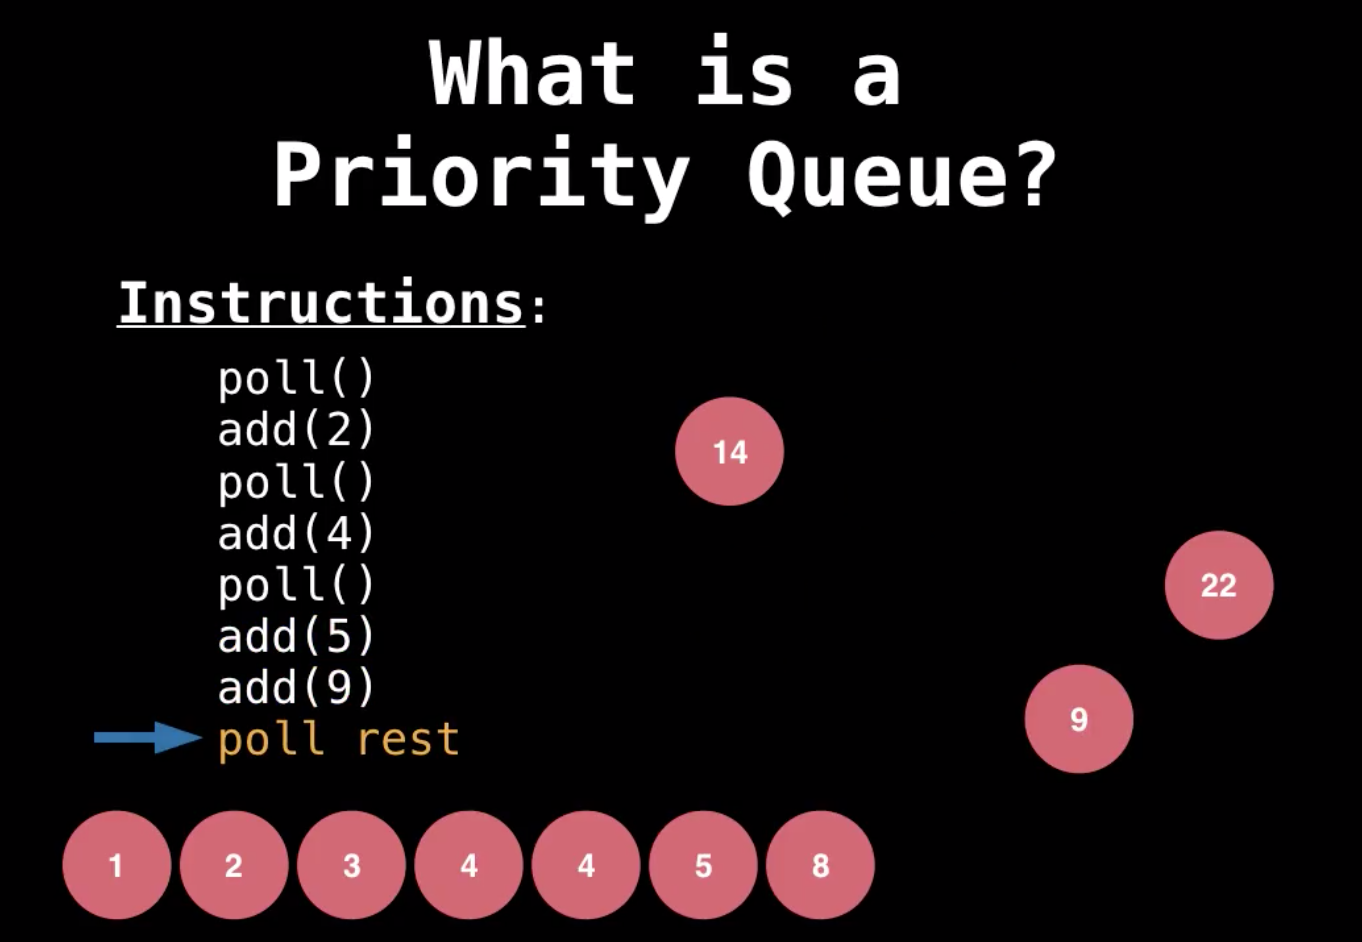 What is a
Priority Queue?
Instructions:
poll()
add(2)
poll()
add(4)
poll()
add(5)
add(9)
poll rest
14
22
9
1 2 3 4 4 5 8